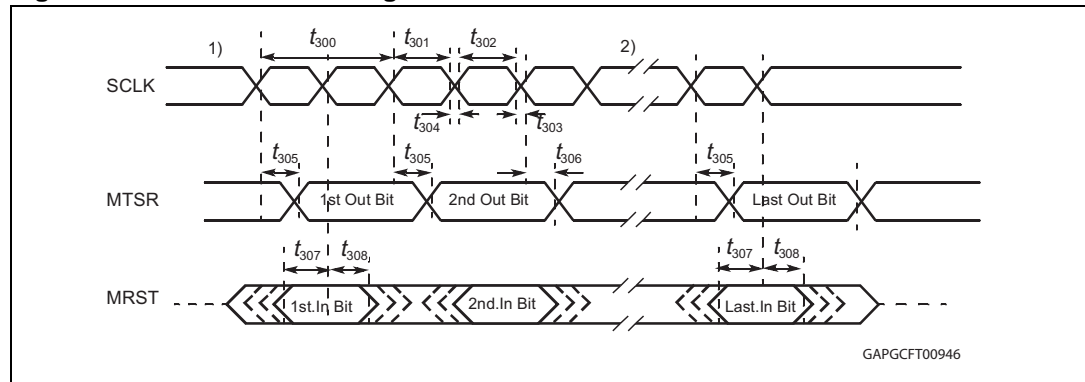 1) t300 t301 t302 2)
SCLK
t304 t303
t305 t305 t306 t305
MTSR 1st Out Bit 2nd Out Bit Last Out Bit
t307 t308 t307 t308
MRST 1st.In Bit 2nd.In Bit Last.In Bit
GAPGCFT00946